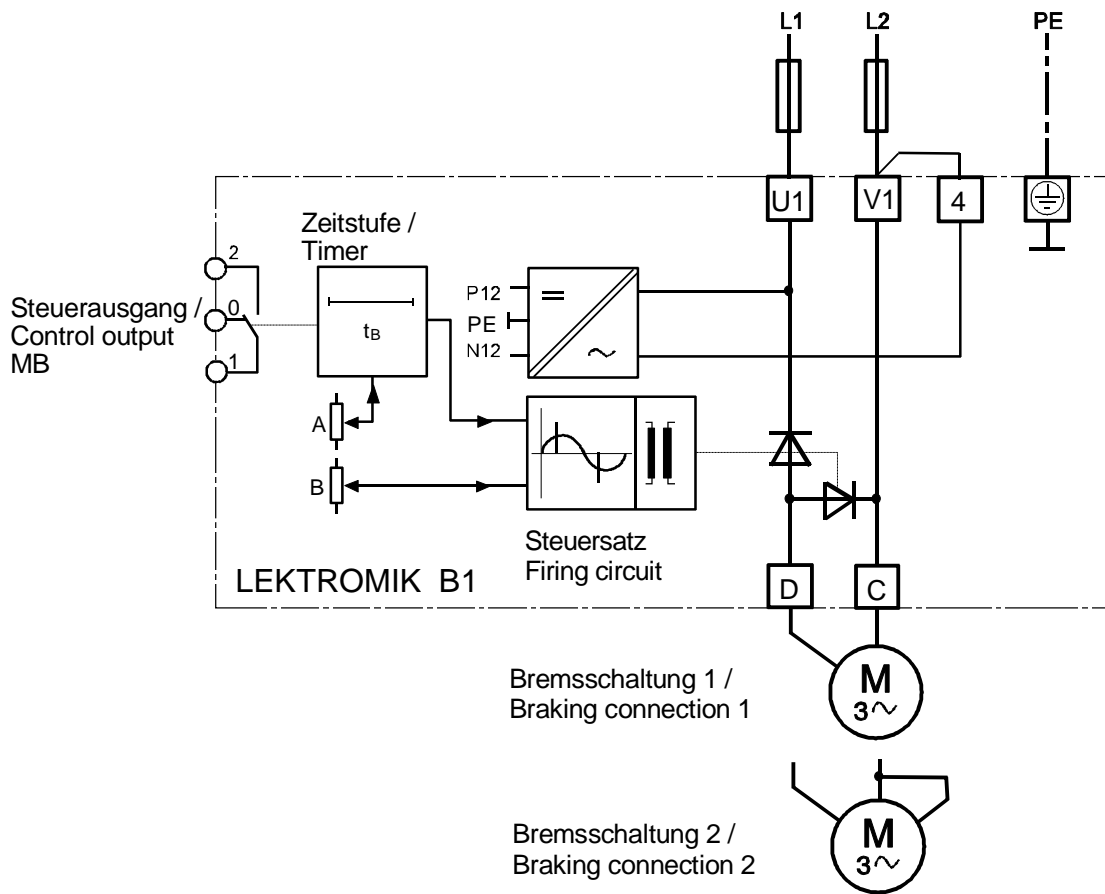 L1 L2 PE
U1 V1 4
Zeitstufe /
Timer
2
Steuerausgang /
Control output
MB
0
1
tB
P12
PE
N12
A
B
Steuersatz
Firing circuit
LEKTROMIK B1
D C
Bremsschaltung 1 /
Braking connection 1
M
3~
Bremsschaltung 2 /
Braking connection 2
M
3~